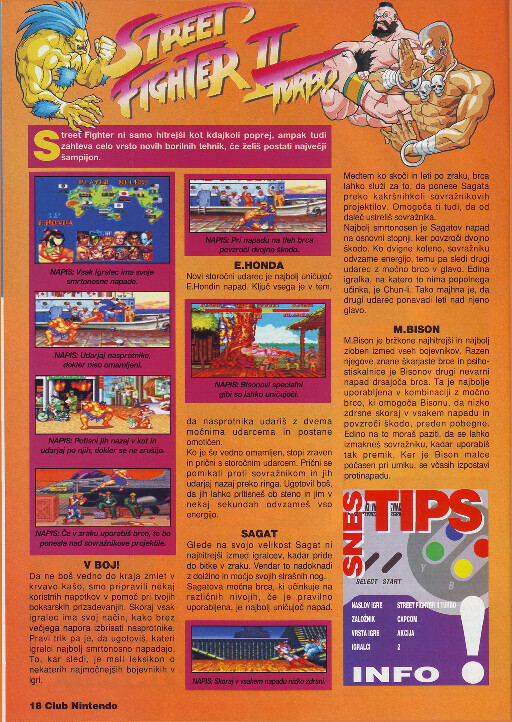 STREET
FIGHTER II
TURBO
Street Fighter ni samo hitrejši kot kdajkoli poprej, ampak tudi
zahteva celo vrsto novih borilnih tehnik, če želiš postati največji
šampijon.
NAPIS: Vsak igralec ima svoje
smrtonosne napade.
NAPIS: Udarjaj nasprotnike,
dokler niso omamljeni.
NAPIS: Potleni jih nazaj v kot in
udarjaj po njih, dokler se ne zrušijo.
NAPIS: Če v zraku uporabiš brco, te bo
ponesla nad sovražnikove projektile.
V BOJ!
Da ne boš vedno do kraja zmlet v
krvavo kašo, smo pripravili nekaj
koristnih napotkov v pomoč pri tvojih
boksarskih prizadevanjih. Skoraj vsak
igralec ima svoj način, kako brez
večjega napora izbrisati nasprotnike.
Pravi trik pa je, da ugotoviš, kateri
igralci najbolj smrtonosno napadajo.
To, kar sledi, je mali leksikon o
nekaterih najmočnejših bojevnikih v
igri.
NAPIS: Pri napadu na tleh brca
povzroči dvojno škodo.
E.HONDA
Novi storočni udarec je najbolj uničujoč
E.Hondin napad. Ključ vsega je v tem,
NAPIS: Bisonovi specialni
gibi so lahko uničujoči.
da nasprotnika udariš z dvema
močnima udarcema in postane
omotičen.
Ko je še vedno omamljen, stopi zraven
in prični s storočnim udarcem. Prični se
pomikati proti sovražnikom in jih
udarjaj nazaj preko ringa. Ugotovil boš,
da jih lahko pritisneš ob steno in jim v
nekaj sekundah odvzameš vso
energijo.
SAGAT
Glede na svojo velikost Sagat ni
najhitrejši izmed igralcev, kadar pride
do bitke v zraku. Vendar to nadoknadi
z dolžino in močjo svojih strašnih nog.
Sagatova močna brca, ki učinkuje na
različnih nivojih, če je pravilno
uporabljena, je najbolj uničujoč napad.
NAPIS: Skoraj v vsakem napadu nizko zdrsni.
Medtem ko skoči in leti po zraku, brca
lahko služi za to, da ponese Sagata
preko kakršnihkoli sovražnikovih
projektilov. Omogoča ti tudi, da od
daleč ustreliš sovražnika.
Najbolj smrtonosen je Sagatov napad
na osnovni stopnji, ker povzroči dvojno
škodo. Ko dvigne koleno, sovražniku
odvzame energijo, temu pa sledi drugi
udarec z močno brco v glavo. Edina
igralka, na katero to nima popolnega
učinka, je Chun-li. Tako majhna je, da
drugi udarec ponavadi leti nad njeno
glavo.
M.BISON
M.Bison je bržkone najhitrejši in najbolj
zloben izmed vseh bojevnikov. Razen
njegove znane škarjaste brce in psiho-
stiskalnice je Bisonov drugi nevarni
napad drsajoča brca. Ta je najbolje
uporabljena v kombinaciji z močno
brco, ki omogoča Bisonu, da nizko
zdrsne skoraj v vsakem napadu in
povzroči škodo, preden pobegne.
Edino na to moraš paziti, da se lahko
izmakneš sovražniku, kadar uporabiš
tak premik. Ker je Bison malce
počasen pri umiku, se včasih izpostavi
protinapadu.
SNES
TIPS
SELECT START
Y
B
NASLOV IGRE STREET FIGHTER II TURBO
ZALOŽNIK CAPCOM
VRSTA IGRE AKCIJA
IGRALCI 2
INFO !
18 Club Nintendo